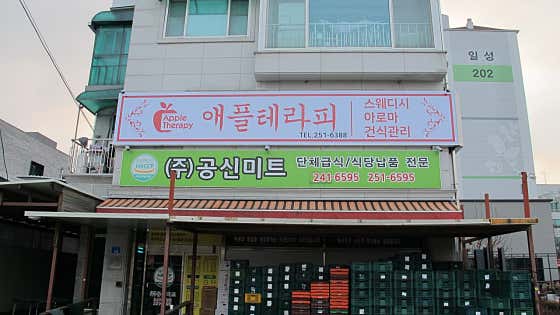 일성
202
Apple
Therapy
애플테라피
TEL.251-6388
스웨디시
아로마
건식관리
HACCP
(주)공신미트
단체급식/식당납품 전문
241-6595 251-6595